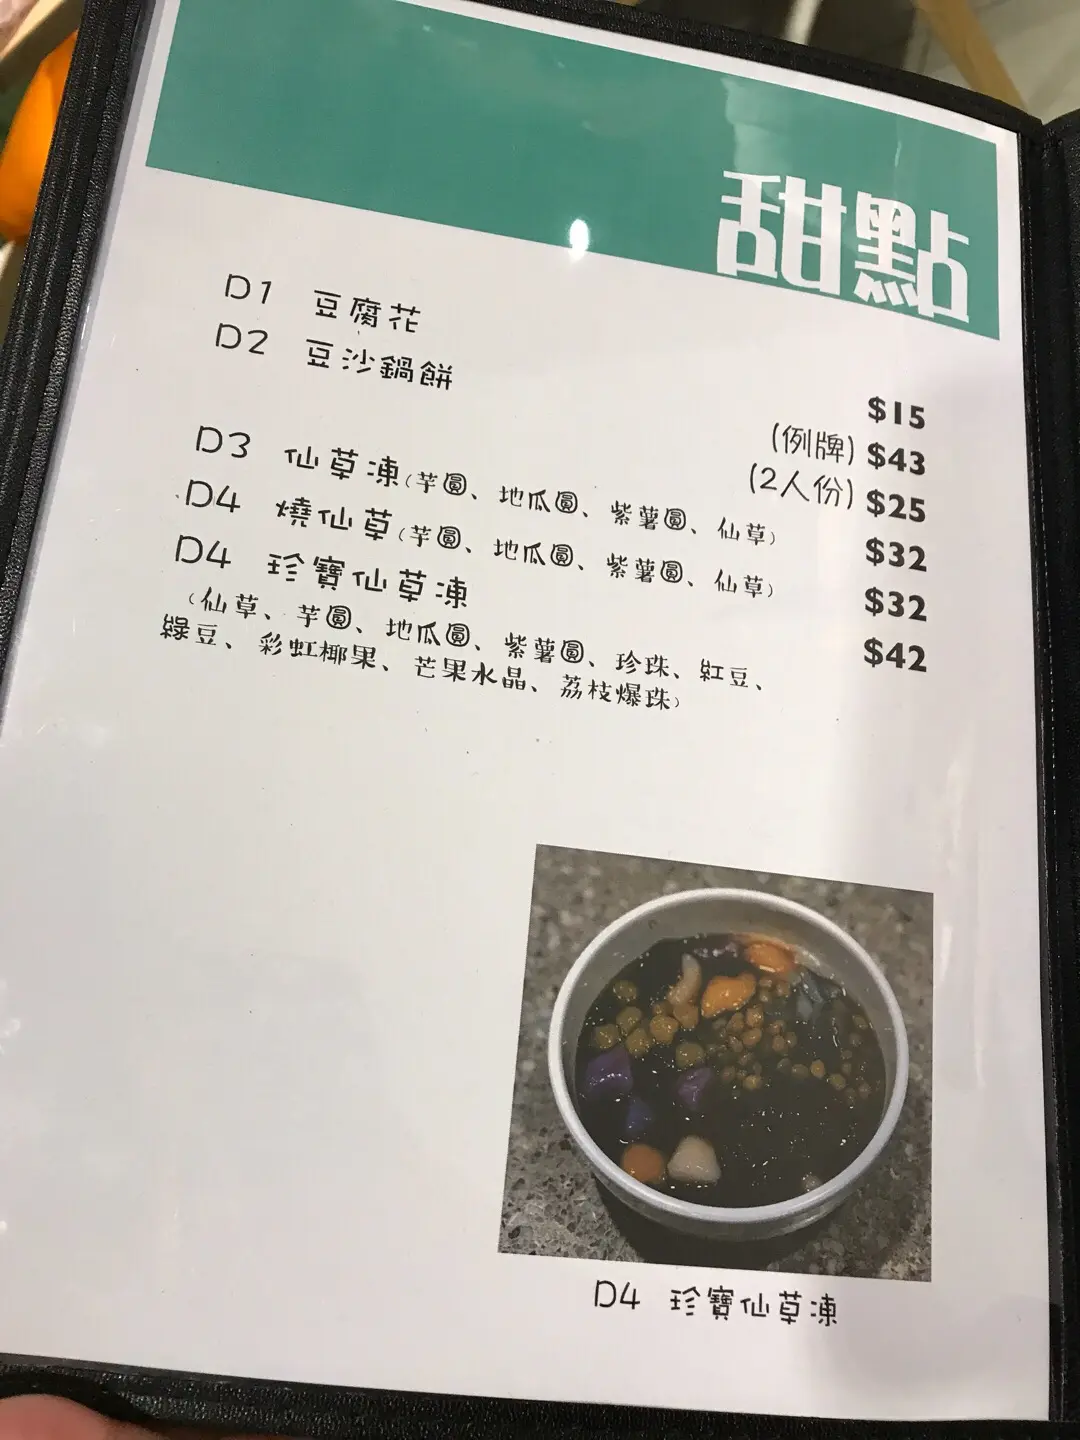 甜點
D1 豆腐花 $15
D2 豆沙鍋餅 (例牌) $43
(2人份) $25
D3 仙草凍(芋圓、地瓜圓、紫薯圓、仙草) $32
D4 燒仙草(芋圓、地瓜圓、紫薯圓、仙草) $32
D4 珍寶仙草凍 $42
(仙草、芋圓、地瓜圓、紫薯圓、珍珠、紅豆、
綠豆、彩虹椰果、芒果水晶、荔枝爆珠)
D4 珍寶仙草凍